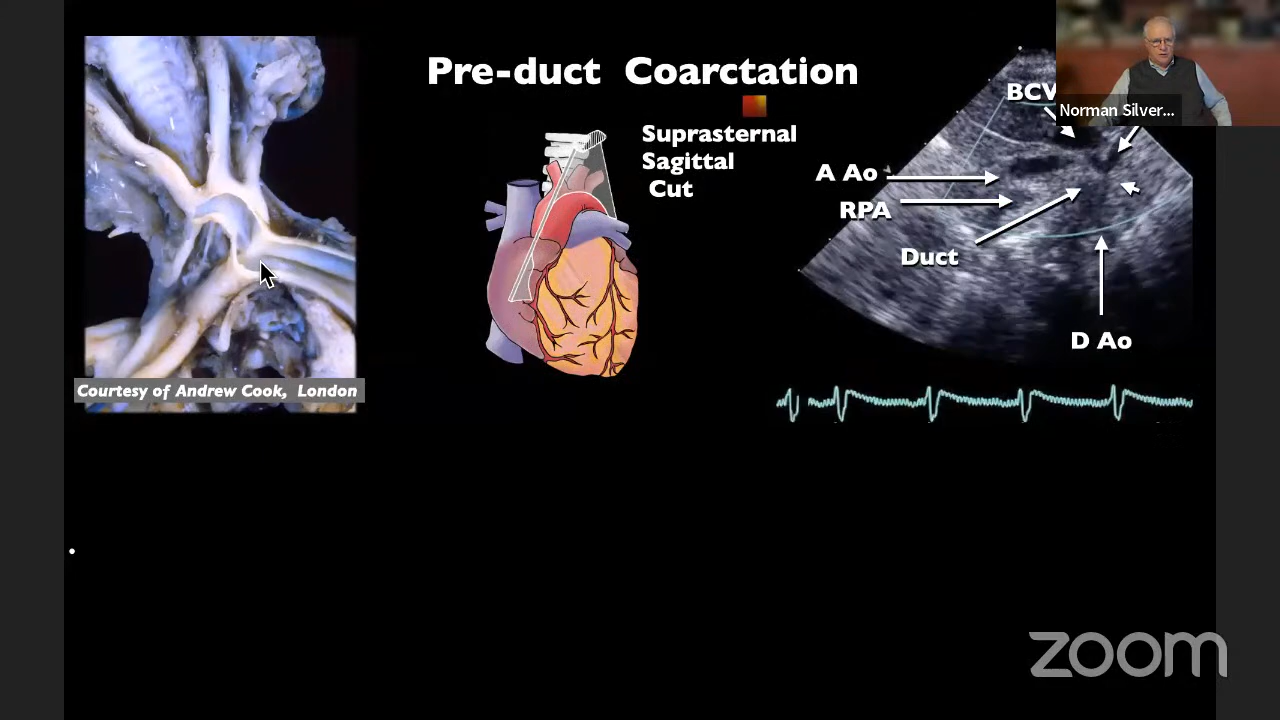 Pre-duct Coarctation
Suprasternal
Sagittal
Cut
BCV
Norman Silver...
A Ao
RPA
Duct
D Ao
Courtesy of Andrew Cook, London
zoom